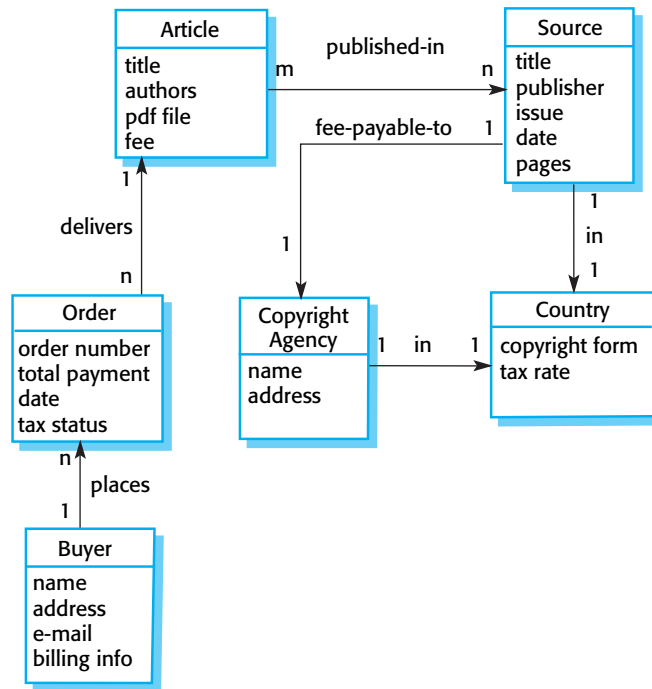 Article
title
authors
pdf file
fee
published-in
m
n
Source
title
publisher
issue
date
pages
fee-payable-to
1
1
1
in
1
1
delivers
n
Order
order number
total payment
date
tax status
Copyright
Agency
name
address
1
in
1
Country
copyright form
tax rate
n
places
1
Buyer
name
address
e-mail
billing info